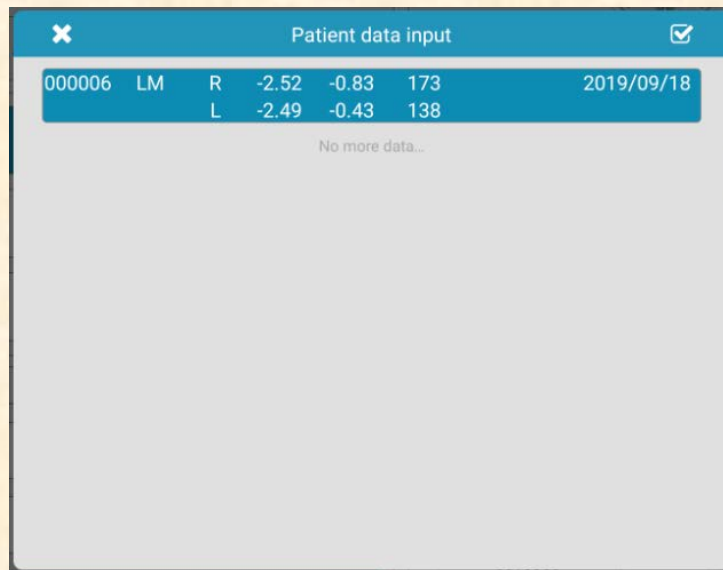 Patient data input
000006 LM R -2.52 -0.83 173 2019/09/18
L -2.49 -0.43 138
No more data...